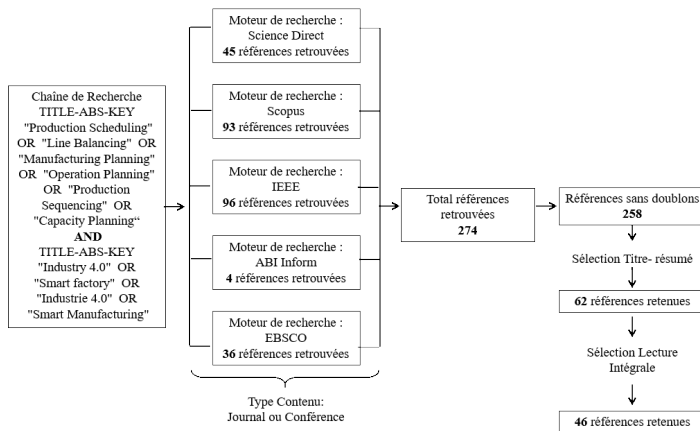 Chaîne de Recherche
TITLE-ABS-KEY
"Production Scheduling"
OR "Line Balancing" OR
"Manufacturing Planning"
OR "Operation Planning"
OR "Production
Sequencing" OR
"Capacity Planning“
AND
TITLE-ABS-KEY
"Industry 4.0" OR
"Smart factory" OR
"Industrie 4.0" OR
"Smart Manufacturing"
Moteur de recherche :
Science Direct
45 références retrouvées
Moteur de recherche :
Scopus
93 références retrouvées
Moteur de recherche :
IEEE
96 références retrouvées
Moteur de recherche :
ABI Inform
4 références retrouvées
Moteur de recherche :
EBSCO
36 références retrouvées
Type Contenu:
Journal ou Conférence
Total références
retrouvées
274
Références sans doublons
258
Sélection Titre- résumé
62 références retenues
Sélection Lecture
Intégrale
46 références retenues